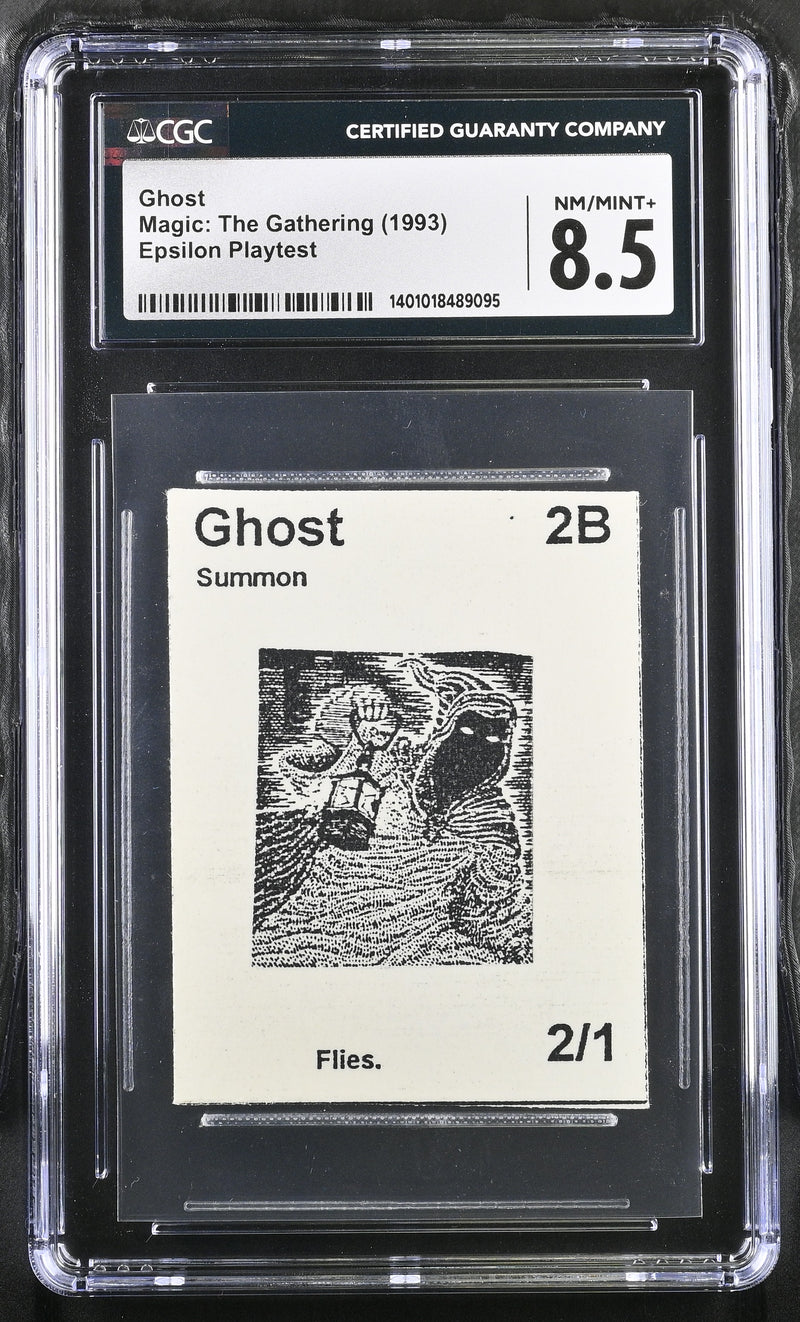 CGC
CERTIFIED GUARANTY COMPANY
Ghost
Magic: The Gathering (1993)
Epsilon Playtest
NM/MINT+
8.5
1401018489095
Ghost 2B
Summon
Flies.
2/1